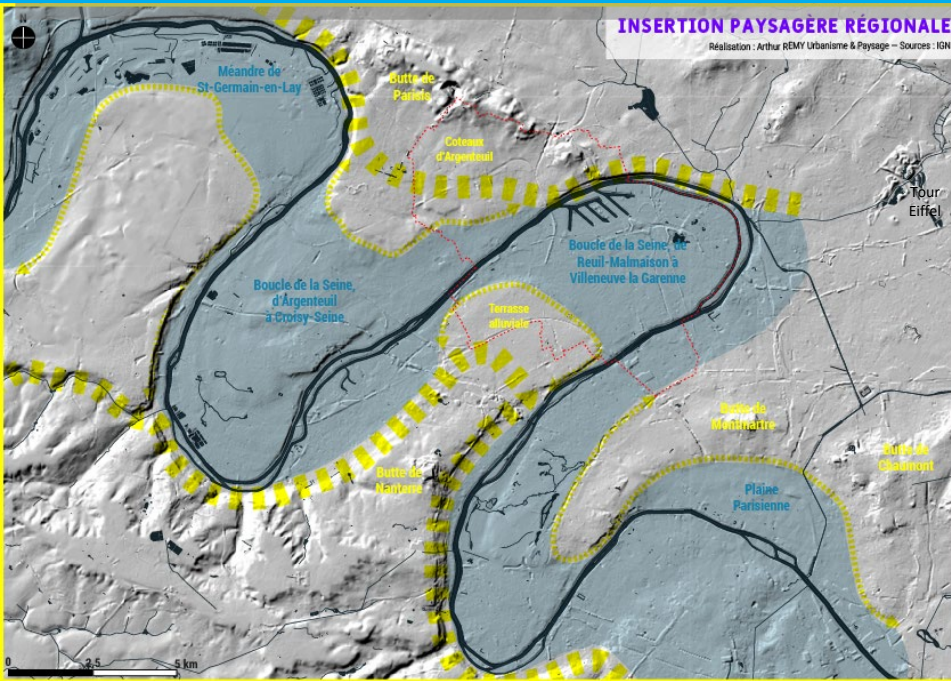 INSERTION PAYSAGÈRE RÉGIONALE
Réalisation : Arthur REMY Urbanisme & Paysage – Sources : IGN
N
Méandre de
St-Germain-en-Lay
Butte de
Parisis
Coteaux
d'Argenteuil
Tour
Eiffel
Boucle de la Seine, de
Reuil-Malmaison à
Villeneuve la Garenne
Boucle de la Seine,
d'Argenteuil
à Croisy-Seine
Terrasse
alluviale
Butte de
Montmartre
Butte de
Chaumont
Butte de
Nanterre
Plaine
Parisienne
0 2,5 5 km